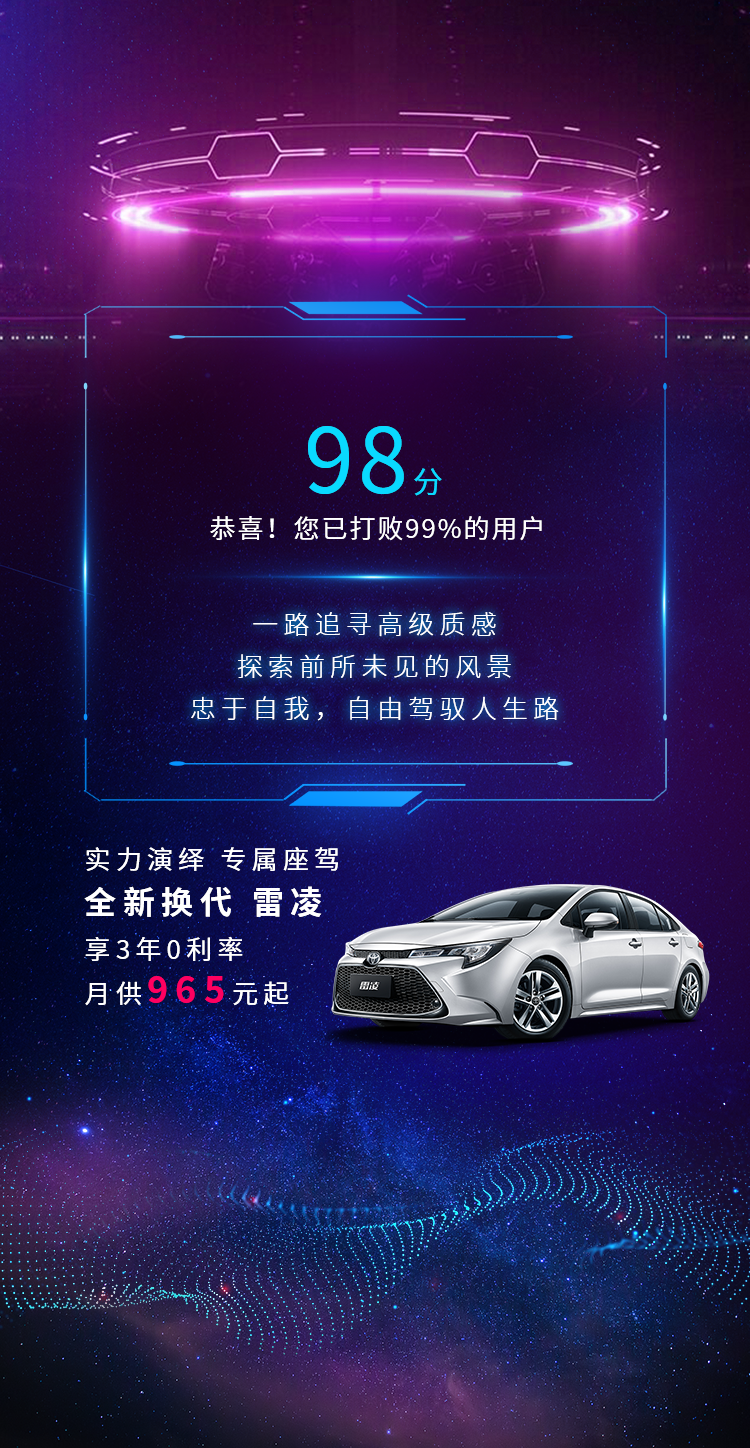 98分
恭喜！您已打败99%的用户
一路追寻高级质感
探索前所未见的风景
忠于自我，自由驾驭人生路
实力演绎 专属座驾
全新换代 雷凌
享3年0利率
月供965元起
雷凌